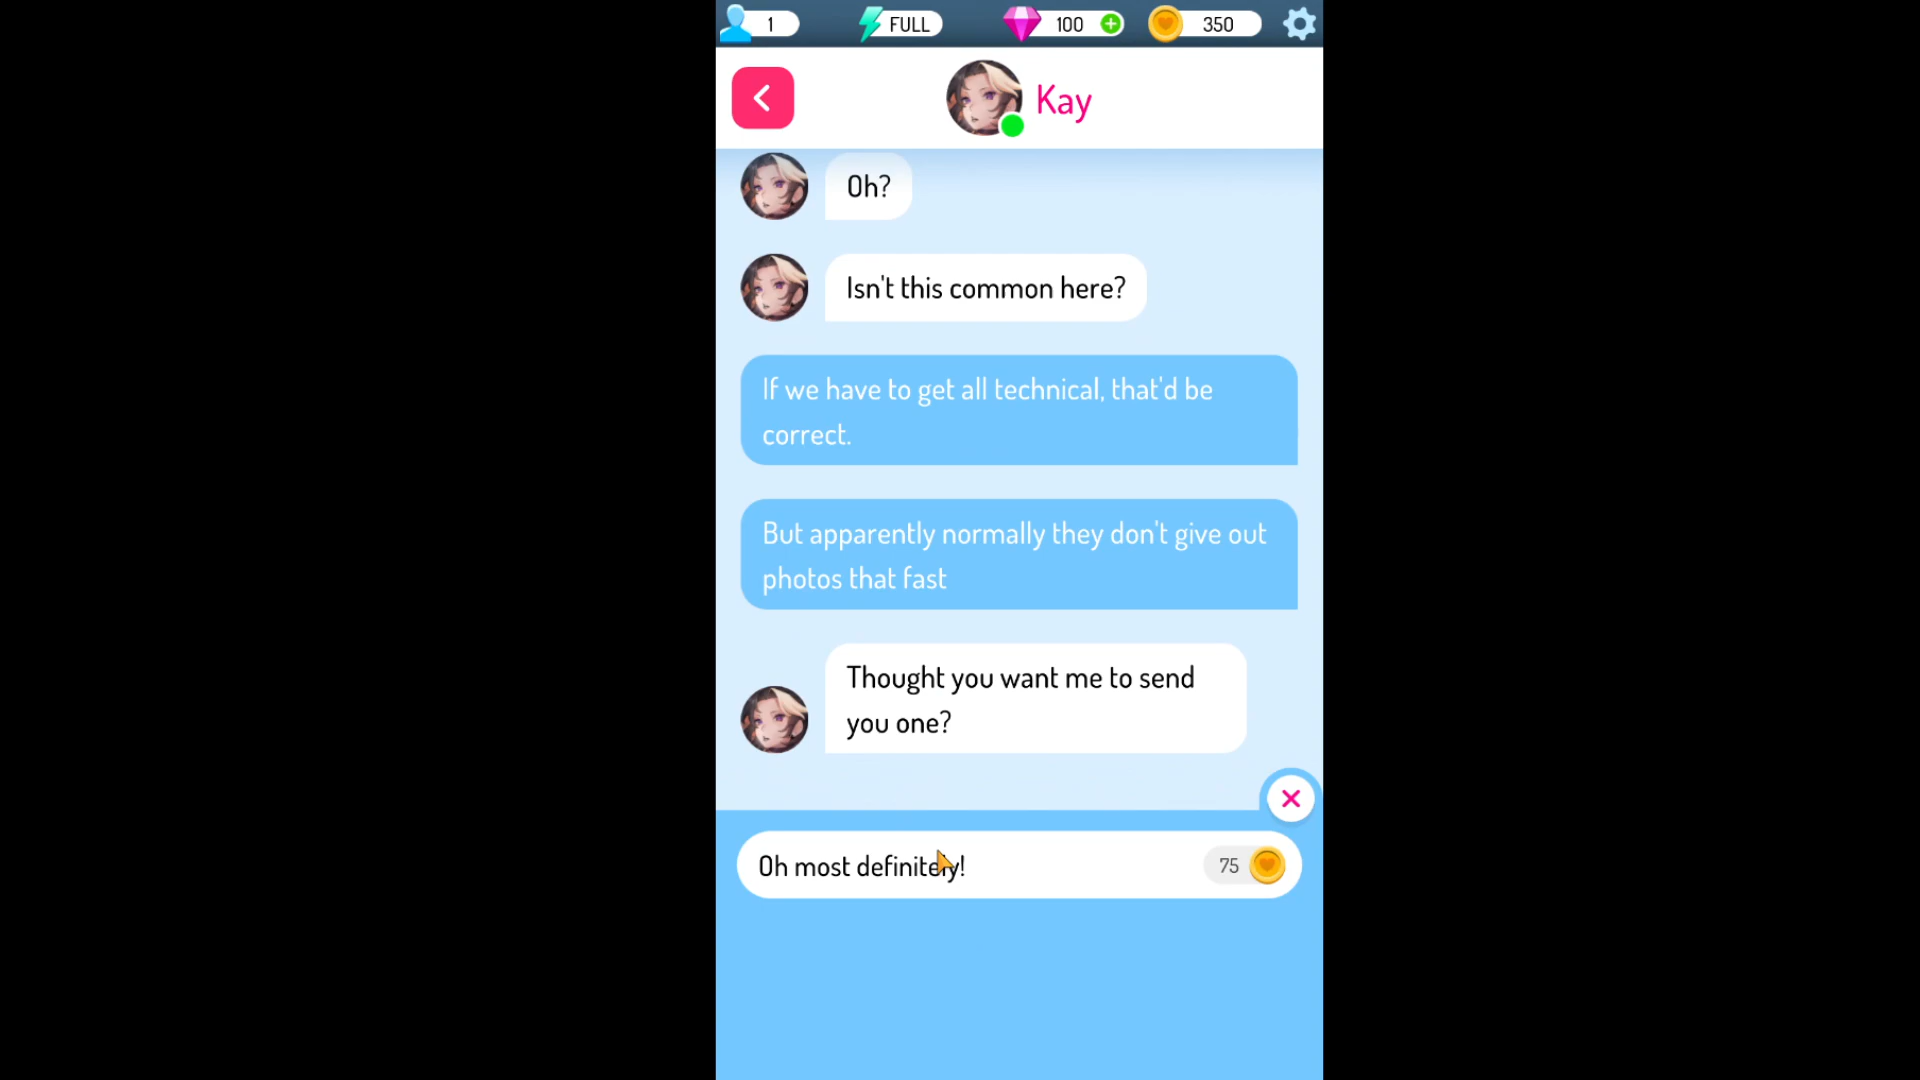 1
FULL
100
350
Kay
Oh?
Isn't this common here?
If we have to get all technical, that'd be
correct.
But apparently normally they don't give out
photos that fast
Thought you want me to send
you one?
Oh most definitely!
75